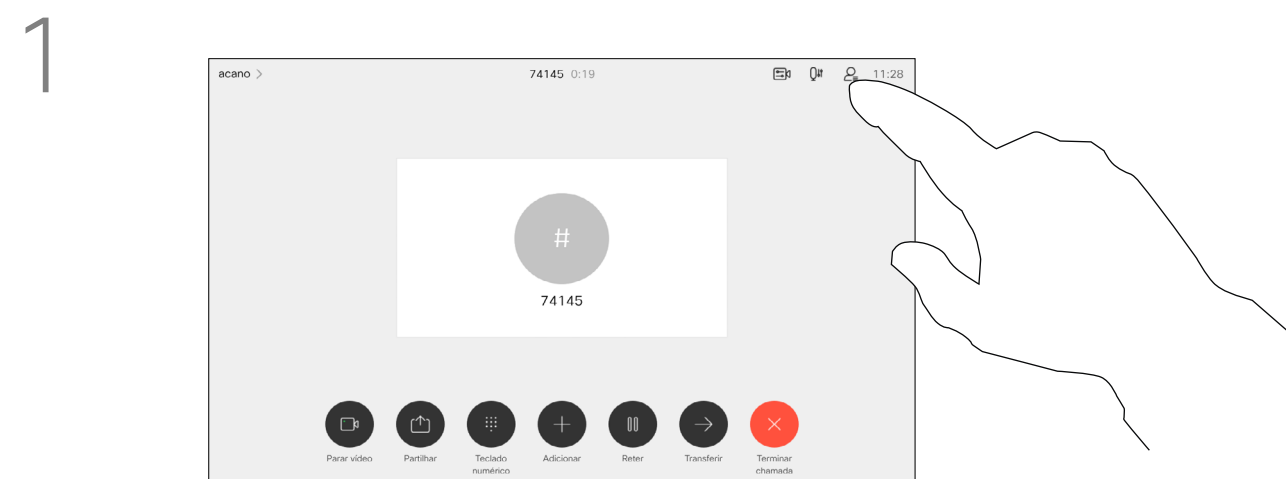 1
acano >
74145 0:19
11:28
#
74145
Parar vídeo
Partilhar
Teclado
numérico
Adicionar
Reter
Transferir
Terminar
chamada